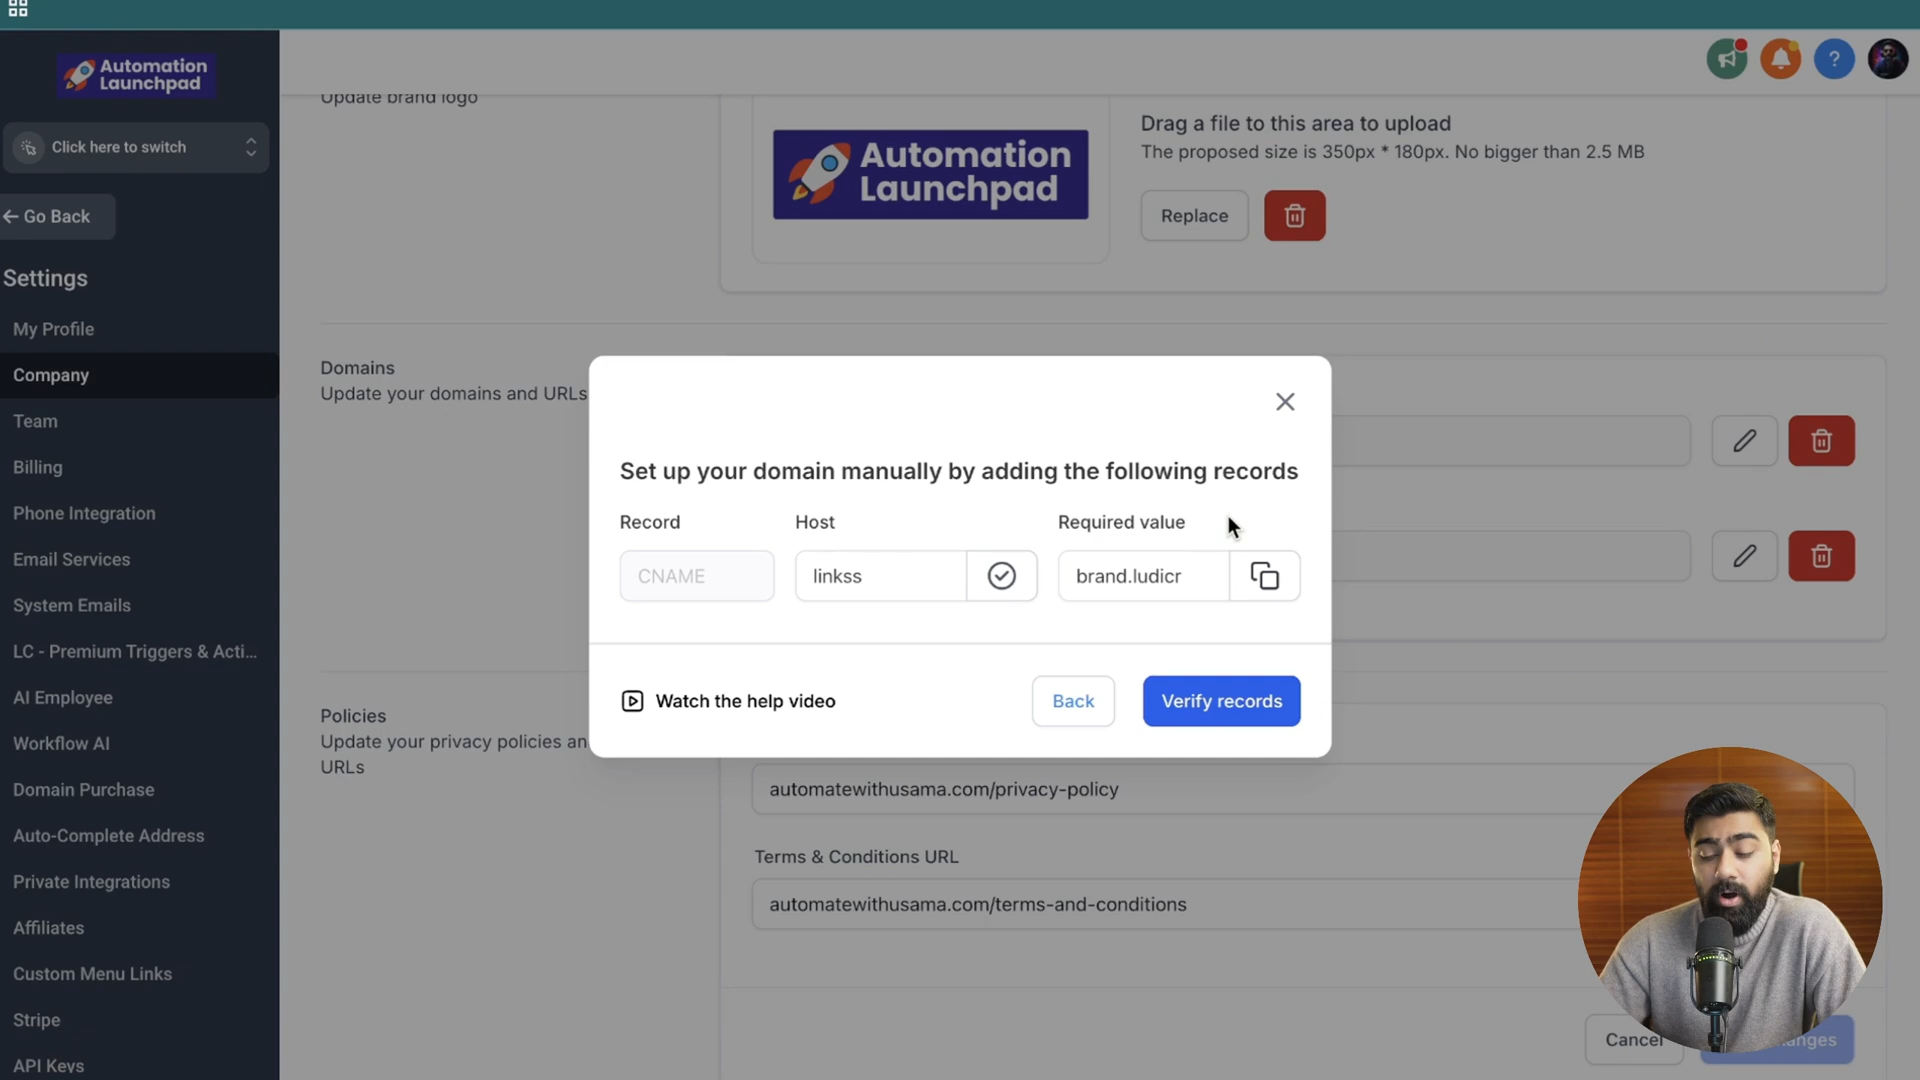 Automation
Launchpad
Click here to switch
Go Back
Settings
My Profile
Company
Team
Billing
Phone Integration
Email Services
System Emails
LC - Premium Triggers & Acti...
AI Employee
Workflow AI
Domain Purchase
Auto-Complete Address
Private Integrations
Affiliates
Custom Menu Links
Stripe
API Keys
?
Update brand logo
Automation
Launchpad
Drag a file to this area to upload
The proposed size is 350px * 180px. No bigger than 2.5 MB
Replace
Domains
Update your domains and URLs
Set up your domain manually by adding the following records
Record
Host
Required value
CNAME
linkss
brand.ludicr
Watch the help video
Back
Verify records
Policies
Update your privacy policies an
URLs
automatewithusama.com/privacy-policy
Terms & Conditions URL
automatewithusama.com/terms-and-conditions
Cancel